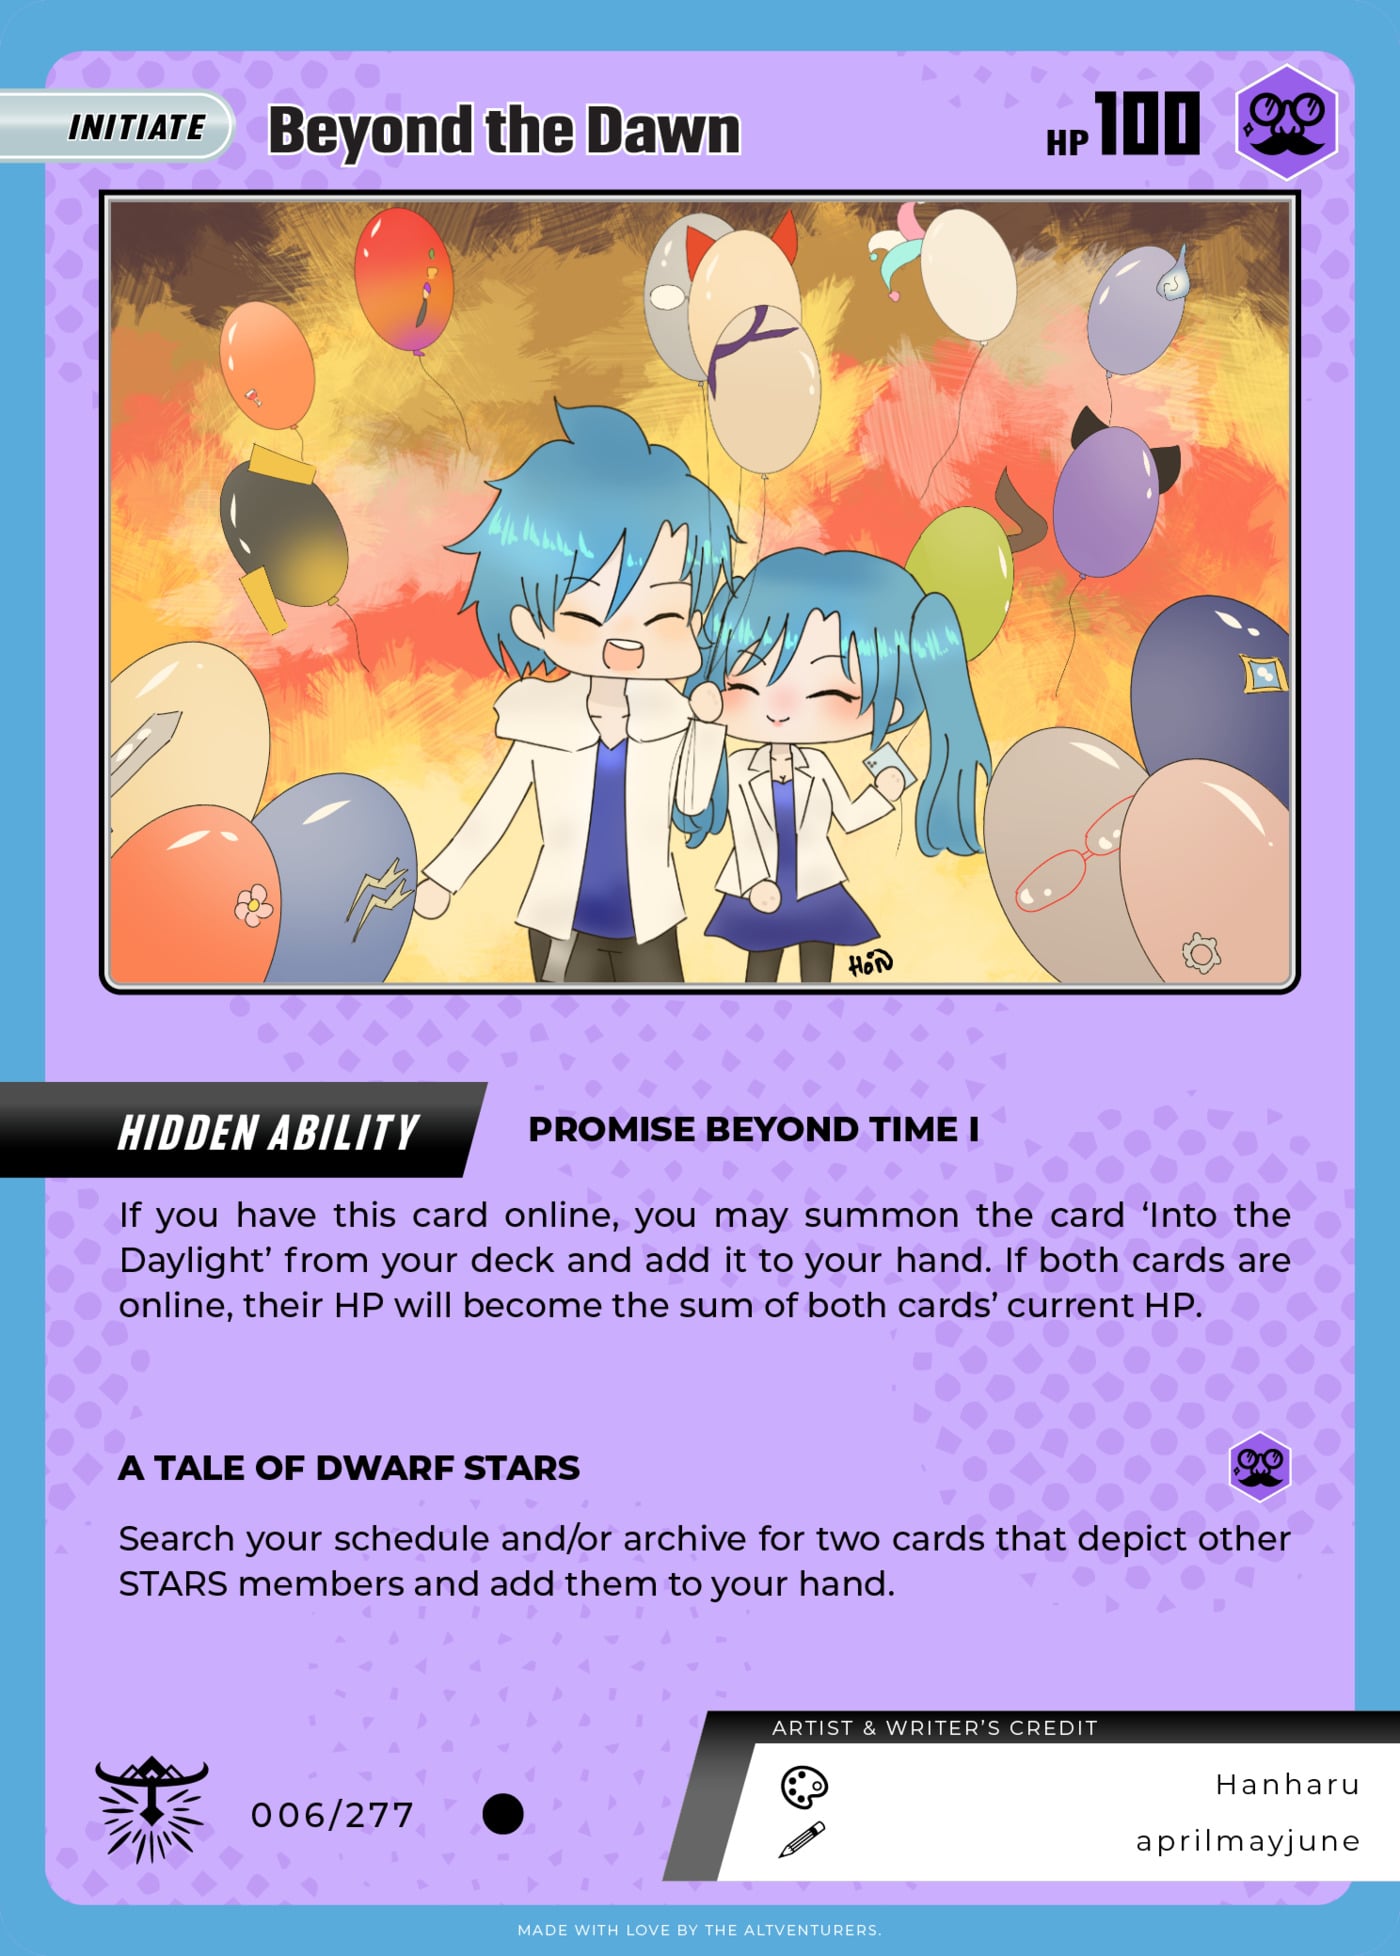 INITIATE
Beyond the Dawn
HP 100
HaN
HIDDEN ABILITY
PROMISE BEYOND TIME I
If you have this card online, you may summon the card ‘Into the
Daylight’ from your deck and add it to your hand. If both cards are
online, their HP will become the sum of both cards’ current HP.
A TALE OF DWARF STARS
Search your schedule and/or archive for two cards that depict other
STARS members and add them to your hand.
ARTIST & WRITER’S CREDIT
Hanharu
006/277
aprilmayjune
MADE WITH LOVE BY THE ALTVENTURERS.